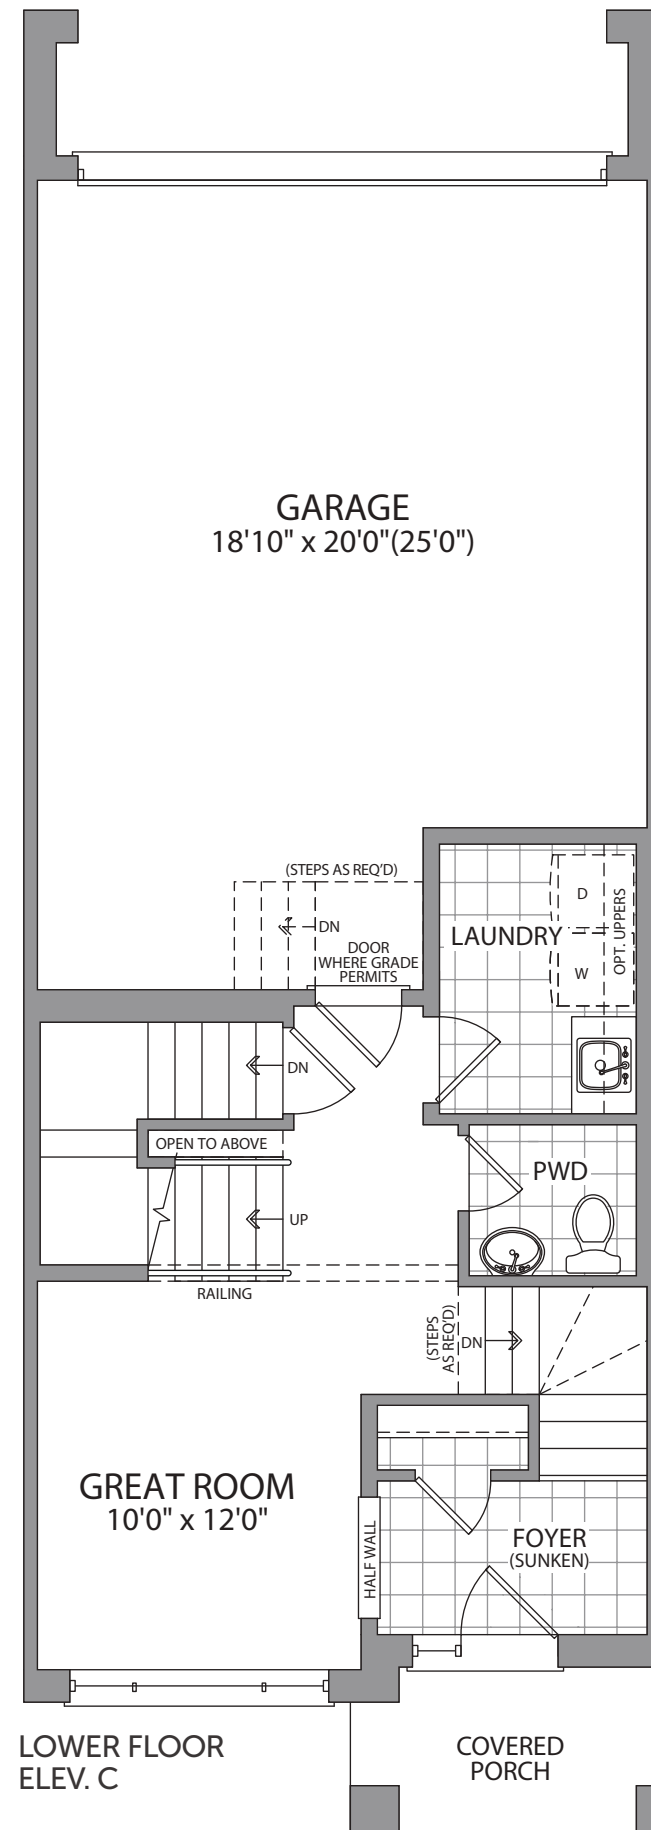 GARAGE
18'10" x 20'0"(25'0")
(STEPS AS REQ'D)
DN
DOOR
WHERE GRADE
PERMITS
LAUNDRY
D
W
OPT. UPPERS
DN
OPEN TO ABOVE
PWD
UP
RAILING
(STEPS
AS REQ'D)
DN
GREAT ROOM
10'0" x 12'0"
HALF WALL
FOYER
(SUNKEN)
LOWER FLOOR
ELEV. C
COVERED
PORCH